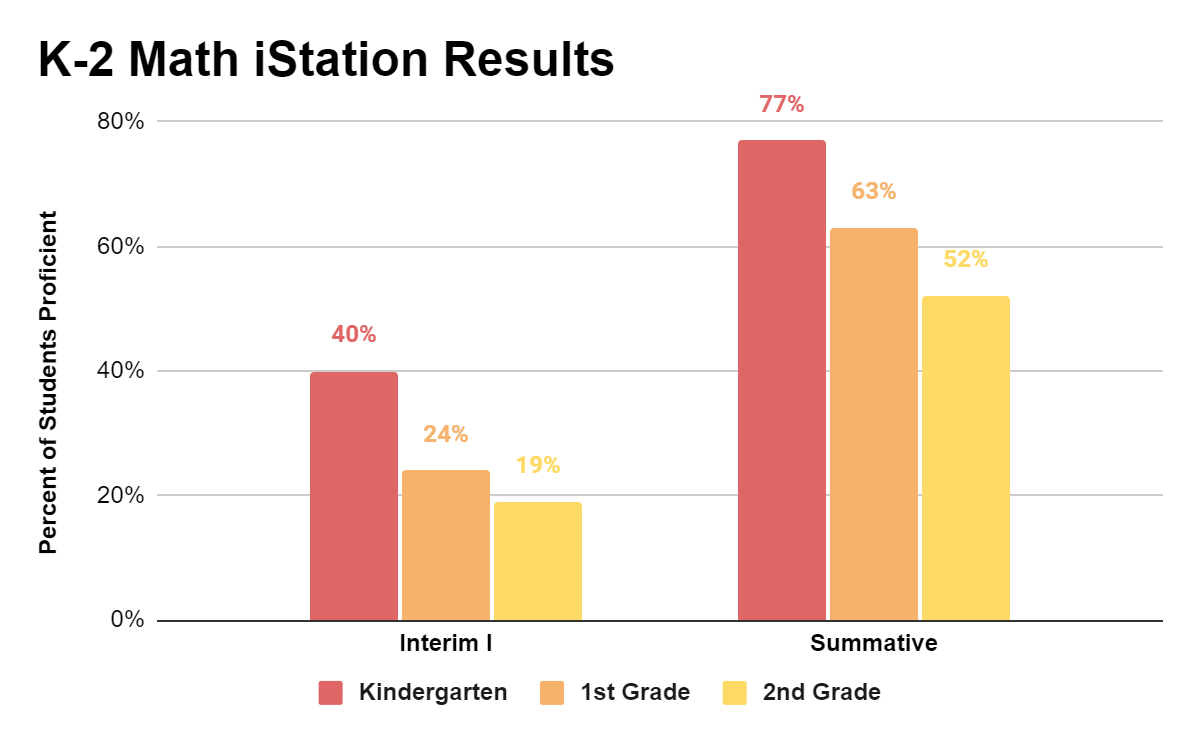 K-2 Math iStation Results
Percent of Students Proficient
80%
60%
40%
20%
0%
40%
24%
19%
77%
63%
52%
Interim I
Summative
Kindergarten
1st Grade
2nd Grade